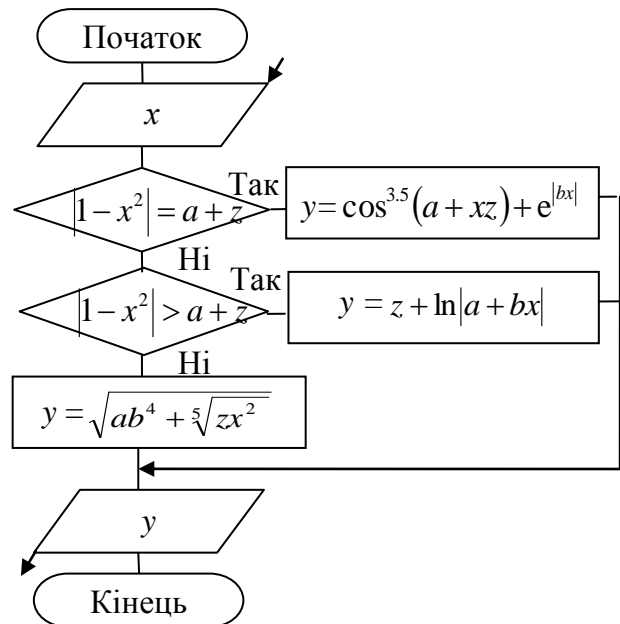 Початок
x
Так
|1 − x²| = a + z
y = cos^{3.5}(a + xz) + e^{|bx|}
Ні
Так
|1 − x²| > a + z
y = z + ln|a + bx|
Ні
y = √(ab⁴ + ⁵√(zx²))
y
Кінець